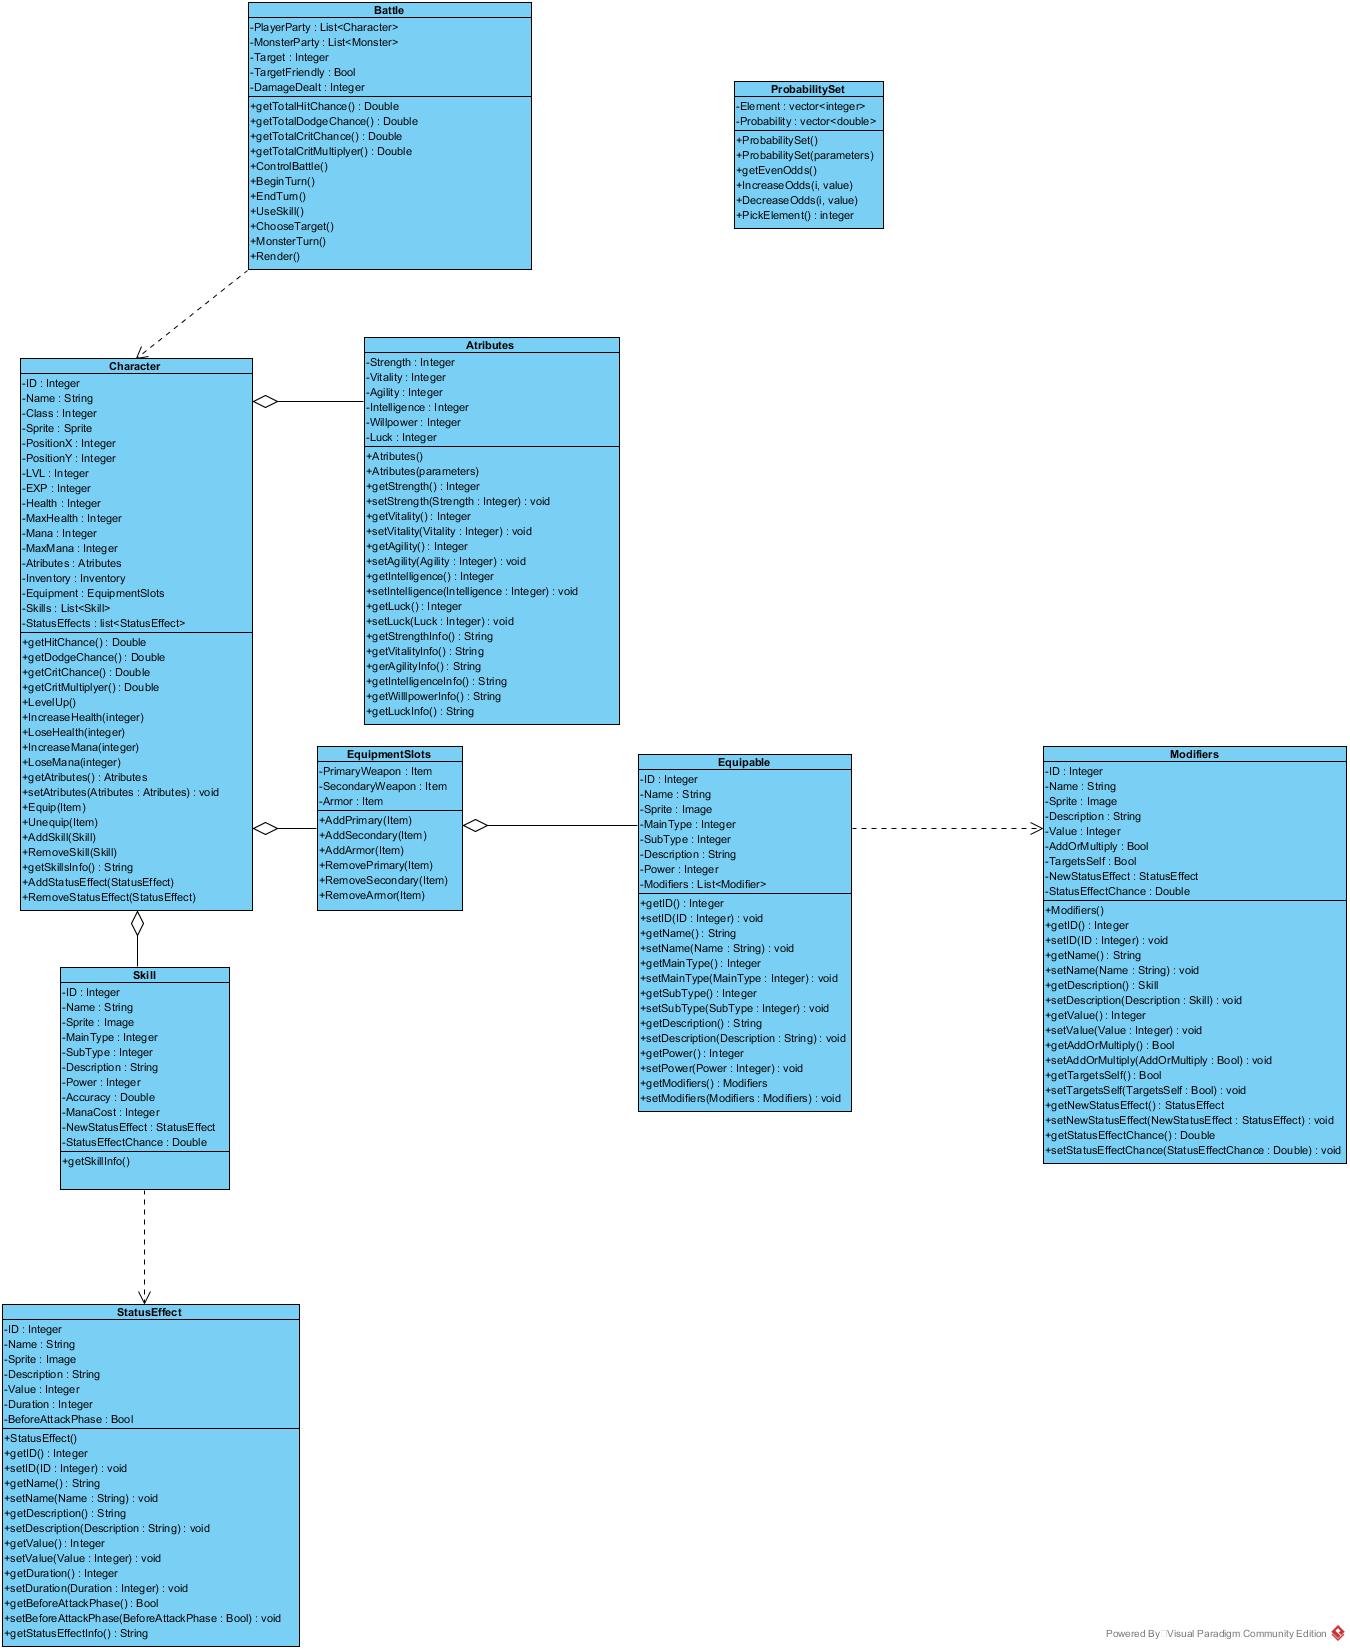 Battle
-PlayerParty : List<Character>
-MonsterParty : List<Monster>
-Target : Integer
-TargetFriendly : Bool
-DamageDealt : Integer
+getTotalHitChance() : Double
+getTotalDodgeChance() : Double
+getTotalCritChance() : Double
+getTotalCritMultiplyer() : Double
+ControlBattle()
+BeginTurn()
+EndTurn()
+UseSkill()
+ChooseTarget()
+MonsterTurn()
+Render()
ProbabilitySet
-Element : vector<integer>
-Probability : vector<double>
+ProbabilitySet()
+ProbabilitySet(parameters)
+getEvenOdds()
+IncreaseOdds(i, value)
+DecreaseOdds(i, value)
+PickElement() : integer
Character
-ID : Integer
-Name : String
-Class : Integer
-Sprite : Sprite
-PositionX : Integer
-PositionY : Integer
-LVL : Integer
-EXP : Integer
-Health : Integer
-MaxHealth : Integer
-Mana : Integer
-MaxMana : Integer
-Atributes : Atributes
-Inventory : Inventory
-Equipment : EquipmentSlots
-Skills : List<Skill>
-StatusEffects : list<StatusEffect>
+getHitChance() : Double
+getDodgeChance() : Double
+getCritChance() : Double
+getCritMultiplyer() : Double
+LevelUp()
+IncreaseHealth(integer)
+LoseHealth(integer)
+IncreaseMana(integer)
+LoseMana(integer)
+getAtributes() : Atributes
+setAtributes(Atributes : Atributes) : void
+Equip(Item)
+Unequip(Item)
+AddSkill(Skill)
+RemoveSkill(Skill)
+getSkillsInfo() : String
+AddStatusEffect(StatusEffect)
+RemoveStatusEffect(StatusEffect)
Atributes
-Strength : Integer
-Vitality : Integer
-Agility : Integer
-Intelligence : Integer
-Willpower : Integer
-Luck : Integer
+Atributes()
+Atributes(parameters)
+getStrength() : Integer
+setStrength(Strength : Integer) : void
+getVitality() : Integer
+setVitality(Vitality : Integer) : void
+getAgility() : Integer
+setAgility(Agility : Integer) : void
+getIntelligence() : Integer
+setIntelligence(Intelligence : Integer) : void
+getLuck() : Integer
+setLuck(Luck : Integer) : void
+getStrengthInfo() : String
+getVitalityInfo() : String
+gerAgilityInfo() : String
+getIntelligenceInfo() : String
+getWilllpowerInfo() : String
+getLuckInfo() : String
EquipmentSlots
-PrimaryWeapon : Item
-SecondaryWeapon : Item
-Armor : Item
+AddPrimary(Item)
+AddSecondary(Item)
+AddArmor(Item)
+RemovePrimary(Item)
+RemoveSecondary(Item)
+RemoveArmor(Item)
Equipable
-ID : Integer
-Name : String
-Sprite : Image
-MainType : Integer
-SubType : Integer
-Description : String
-Power : Integer
-Modifiers : List<Modifier>
+getID() : Integer
+setID(ID : Integer) : void
+getName() : String
+setName(Name : String) : void
+getMainType() : Integer
+setMainType(MainType : Integer) : void
+getSubType() : Integer
+setSubType(SubType : Integer) : void
+getDescription() : String
+setDescription(Description : String) : void
+getPower() : Integer
+setPower(Power : Integer) : void
+getModifiers() : Modifiers
+setModifiers(Modifiers : Modifiers) : void
Modifiers
-ID : Integer
-Name : String
-Sprite : Image
-Description : String
-Value : Integer
-AddOrMultiply : Bool
-TargetsSelf : Bool
-NewStatusEffect : StatusEffect
-StatusEffectChance : Double
+Modifiers()
+getID() : Integer
+setID(ID : Integer) : void
+getName() : String
+setName(Name : String) : void
+getDescription() : Skill
+setDescription(Description : Skill) : void
+getValue() : Integer
+setValue(Value : Integer) : void
+getAddOrMultiply() : Bool
+setAddOrMultiply(AddOrMultiply : Bool) : void
+getTargetsSelf() : Bool
+setTargetsSelf(TargetsSelf : Bool) : void
+getNewStatusEffect() : StatusEffect
+setNewStatusEffect(NewStatusEffect : StatusEffect) : void
+getStatusEffectChance() : Double
+setStatusEffectChance(StatusEffectChance : Double) : void
Skill
-ID : Integer
-Name : String
-Sprite : Image
-MainType : Integer
-SubType : Integer
-Description : String
-Power : Integer
-Accuracy : Double
-ManaCost : Integer
-NewStatusEffect : StatusEffect
-StatusEffectChance : Double
+getSkillInfo()
StatusEffect
-ID : Integer
-Name : String
-Sprite : Image
-Description : String
-Value : Integer
-Duration : Integer
-BeforeAttackPhase : Bool
+StatusEffect()
+getID() : Integer
+setID(ID : Integer) : void
+getName() : String
+setName(Name : String) : void
+getDescription() : String
+setDescription(Description : String) : void
+getValue() : Integer
+setValue(Value : Integer) : void
+getDuration() : Integer
+setDuration(Duration : Integer) : void
+getBeforeAttackPhase() : Bool
+setBeforeAttackPhase(BeforeAttackPhase : Bool) : void
+getStatusEffectInfo() : String
Powered By Visual Paradigm Community Edition